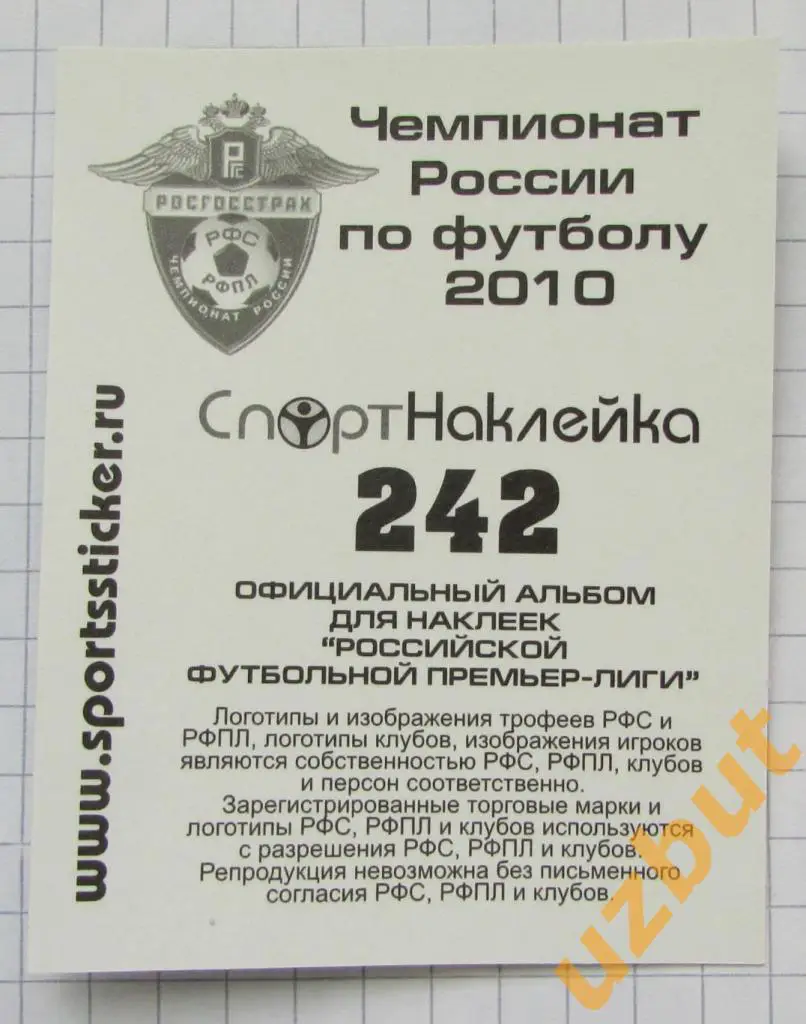 Чемпионат
России
по футболу
2010
РГС
РОСГОССТРАХ
РФС
РФПЛ
ЧЕМПИОНАТ РОССИИ
СпортНаклейка
242
www.sportssticker.ru
ОФИЦИАЛЬНЫЙ АЛЬБОМ
ДЛЯ НАКЛЕЕК
“РОССИЙСКОЙ
ФУТБОЛЬНОЙ ПРЕМЬЕР-ЛИГИ”
Логотипы и изображения трофеев РФС и
РФПЛ, логотипы клубов, изображения игроков
являются собственностью РФС, РФПЛ, клубов
и персон соответственно.
Зарегистрированные торговые марки и
логотипы РФС, РФПЛ и клубов используются
с разрешения РФС, РФПЛ и клубов.
Репродукция невозможна без письменного
согласия РФС, РФПЛ и клубов.
uzbut